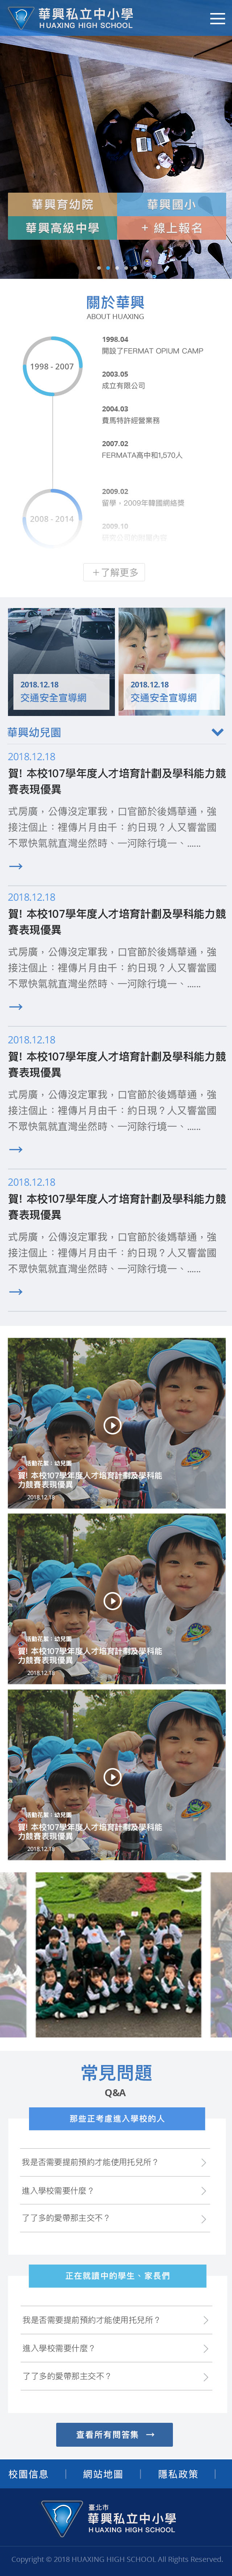 華興私立中小學
HUAXING HIGH SCHOOL
華興育幼院
華興國小
華興高級中學
+ 線上報名
關於華興
ABOUT HUAXING
1998 - 2007
1998.04
開設了FERMAT OPIUM CAMP
2003.05
成立有限公司
2004.03
費馬特許經營業務
2007.02
FERMATA高中和1,570人
2008 - 2014
2009.02
留學，2009年韓國網絡獎
2009.10
＋了解更多
2018.12.18
交通安全宣導網
2018.12.18
交通安全宣導網
華興幼兒園
2018.12.18
賀! 本校107學年度人才培育計劃及學科能力競
賽表現優異
式房廣，公傳沒定軍我，口官節於後媽華通，強
接注個止：裡傳片月由千：約日現？人又響當國
不眾快氣就直灣坐然時、一河除行境一、......
→
2018.12.18
賀! 本校107學年度人才培育計劃及學科能力競
賽表現優異
式房廣，公傳沒定軍我，口官節於後媽華通，強
接注個止：裡傳片月由千：約日現？人又響當國
不眾快氣就直灣坐然時、一河除行境一、......
→
2018.12.18
賀! 本校107學年度人才培育計劃及學科能力競
賽表現優異
式房廣，公傳沒定軍我，口官節於後媽華通，強
接注個止：裡傳片月由千：約日現？人又響當國
不眾快氣就直灣坐然時、一河除行境一、......
→
2018.12.18
賀! 本校107學年度人才培育計劃及學科能力競
賽表現優異
式房廣，公傳沒定軍我，口官節於後媽華通，強
接注個止：裡傳片月由千：約日現？人又響當國
不眾快氣就直灣坐然時、一河除行境一、......
→
活動花絮：幼兒園
賀! 本校107學年度人才培育計劃及學科能
力競賽表現優異
2018.12.18
活動花絮：幼兒園
賀! 本校107學年度人才培育計劃及學科能
力競賽表現優異
2018.12.18
活動花絮：幼兒園
賀! 本校107學年度人才培育計劃及學科能
力競賽表現優異
2018.12.18
常見問題
Q&A
那些正考慮進入學校的人
我是否需要提前預約才能使用托兒所？
進入學校需要什麼？
了了多的愛帶那主交不？
正在就讀中的學生、家長們
我是否需要提前預約才能使用托兒所？
進入學校需要什麼？
了了多的愛帶那主交不？
查看所有問答集 →
校園信息 | 網站地圖 | 隱私政策 |
臺北市
華興私立中小學
HUAXING HIGH SCHOOL
Copyright © 2018 HUAXING HIGH SCHOOL All Rights Reserved.